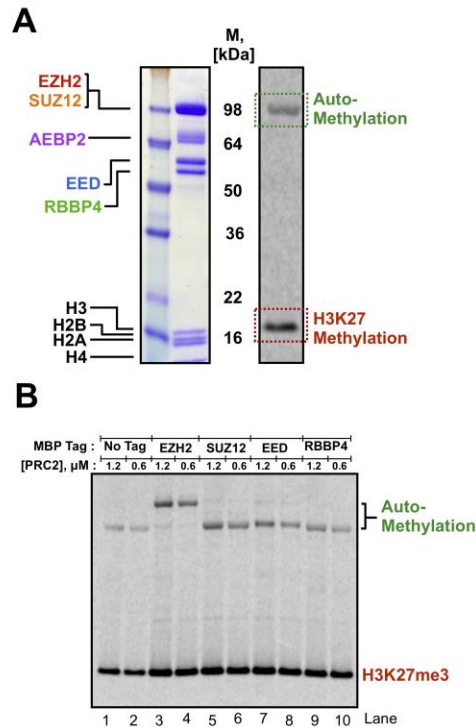 A
M,
[kDa]
EZH2
SUZ12
98
Auto-
Methylation
AEBP2
64
EED
50
RBBP4
36
22
H3
H3K27
Methylation
H2B
H2A
16
H4
B
MBP Tag : No Tag EZH2 SUZ12 EED RBBP4
[PRC2], µM : 1.2 0.6 1.2 0.6 1.2 0.6 1.2 0.6 1.2 0.6
Auto-
Methylation
H3K27me3
1 2 3 4 5 6 7 8 9 10 Lane